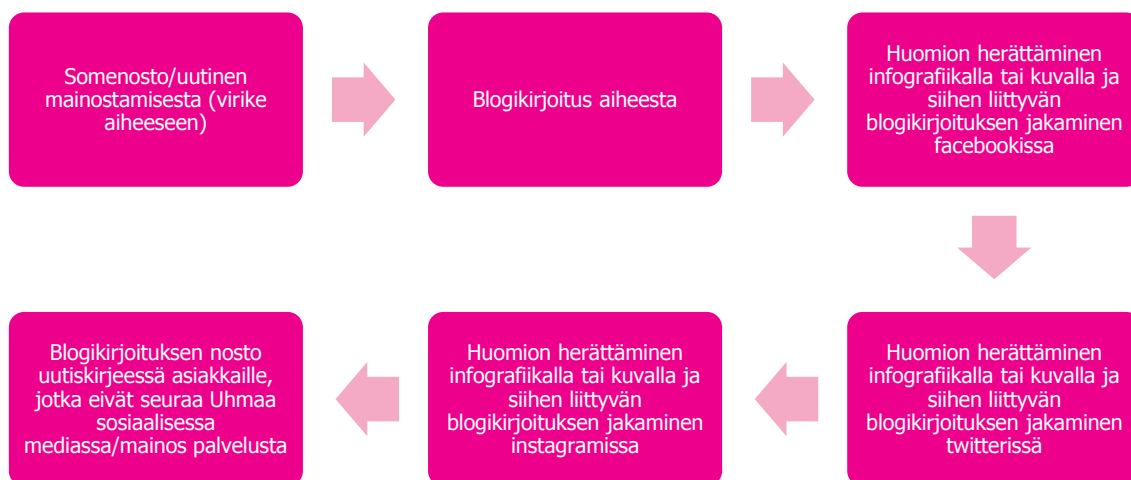 Somenosto/uutinen
mainostamisesta (virike
aiheeseen)
Blogikirjoitus aiheesta
Huomion herättäminen
infografiikalla tai kuvalla ja
siihen liittyvän
blogikirjoituksen jakaminen
facebookissa
Huomion herättäminen
infografiikalla tai kuvalla ja
siihen liittyvän
blogikirjoituksen jakaminen
twitterissä
Huomion herättäminen
infografiikalla tai kuvalla ja
siihen liittyvän
blogikirjoituksen jakaminen
instagramissa
Blogikirjoituksen nosto
uutiskirjeessä asiakkaille,
jotka eivät seuraa Uhmaa
sosiaalisessa
mediassa/mainos palvelusta